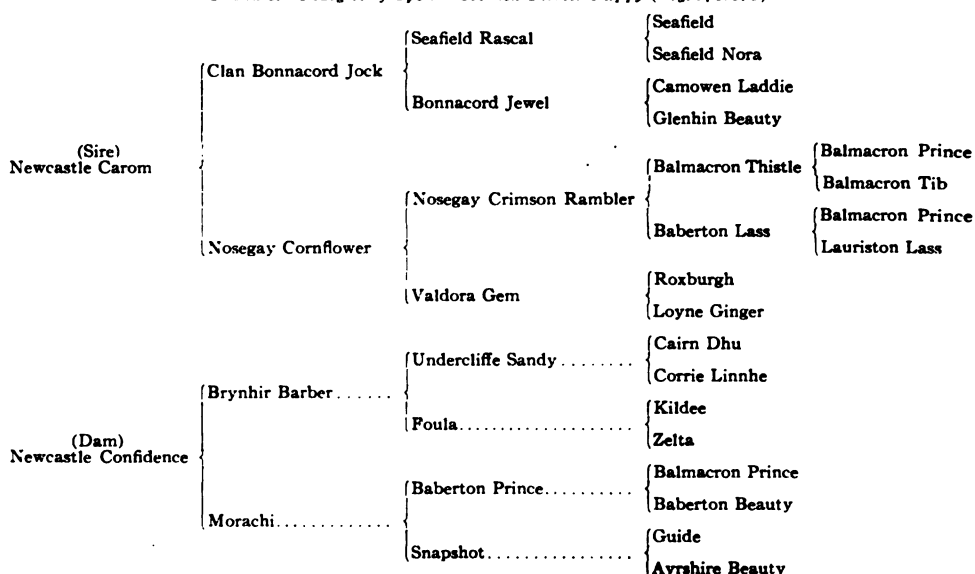 Seafield
Seafield Rascal
Seafield Nora
Clan Bonnacord Jock
Camowen Laddie
Bonnacord Jewel
Glenhin Beauty
(Sire)
Newcastle Carom
Balmacron Prince
Balmacron Thistle
Balmacron Tib
Nosegay Crimson Rambler
Balmacron Prince
Baberton Lass
Lauriston Lass
Nosegay Cornflower
Roxburgh
Valdora Gem
Loyne Ginger
Cairn Dhu
Undercliffe Sandy ........
Corrie Linnhe
Brynhir Barber ......
Kildee
Foula..................
Zelta
(Dam)
Newcastle Confidence
Balmacron Prince
Baberton Prince.........
Baberton Beauty
Morachi............
Guide
Snapshot...............
Ayrshire Beauty